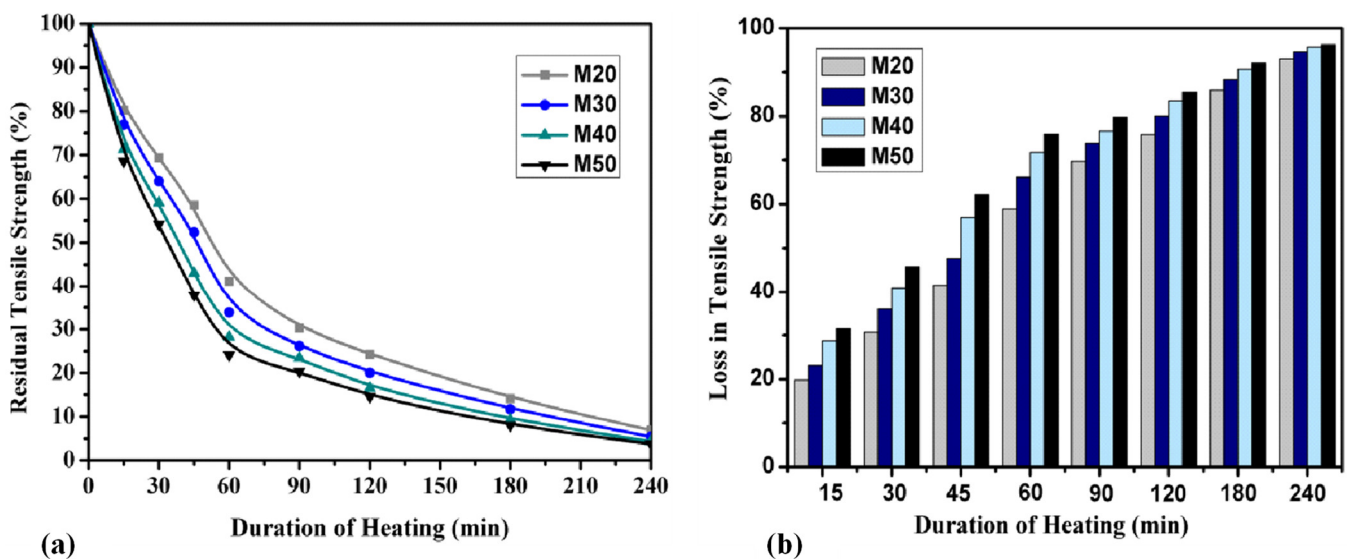 100
90
80
70
60
50
40
30
20
10
0
Residual Tensile Strength (%)
M20
M30
M40
M50
0 30 60 90 120 150 180 210 240
Duration of Heating (min)
(a)
100
80
60
40
20
0
Loss in Tensile Strength (%)
M20
M30
M40
M50
15 30 45 60 90 120 180 240
Duration of Heating (min)
(b)